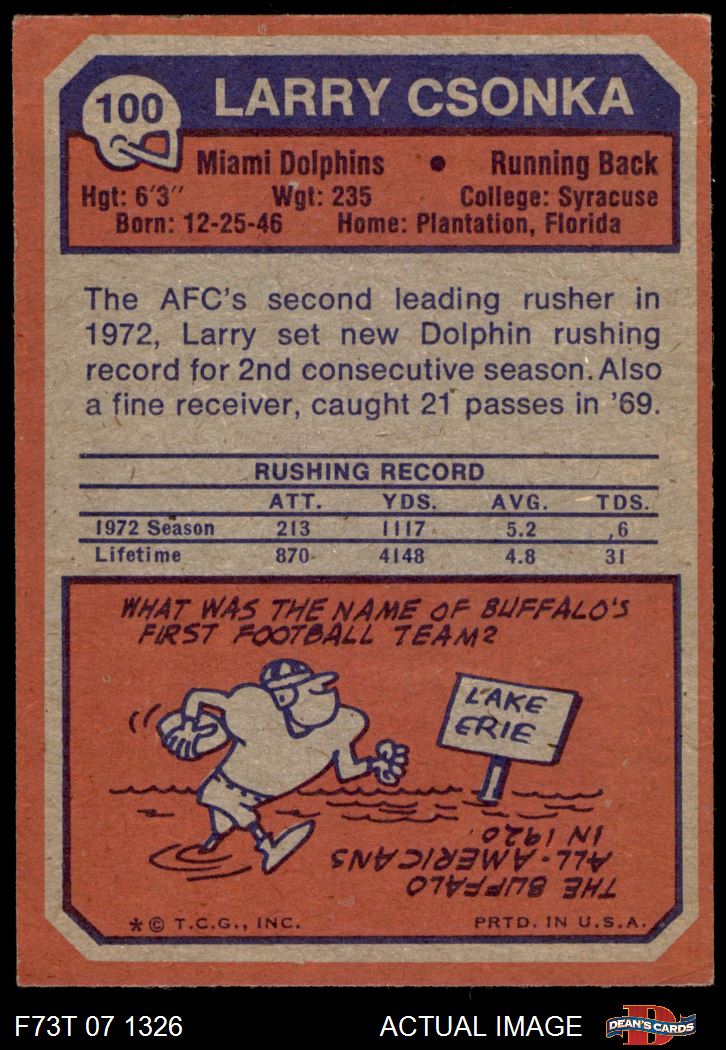 100
LARRY CSONKA
Miami Dolphins • Running Back
Hgt: 6'3" Wgt: 235 College: Syracuse
Born: 12-25-46 Home: Plantation, Florida
The AFC's second leading rusher in
1972, Larry set new Dolphin rushing
record for 2nd consecutive season. Also
a fine receiver, caught 21 passes in '69.
RUSHING RECORD
ATT. YDS. AVG. TDS.
1972 Season 213 1117 5.2 6
Lifetime 870 4148 4.8 31
WHAT WAS THE NAME OF BUFFALO'S
FIRST FOOTBALL TEAM?
LAKE
ERIE
THE BUFFALO
ALL-AMERICANS
IN 1920.
*© T.C.G., INC. PRTD. IN U.S.A.
F73T 07 1326 ACTUAL IMAGE
D
DEAN'S CARDS